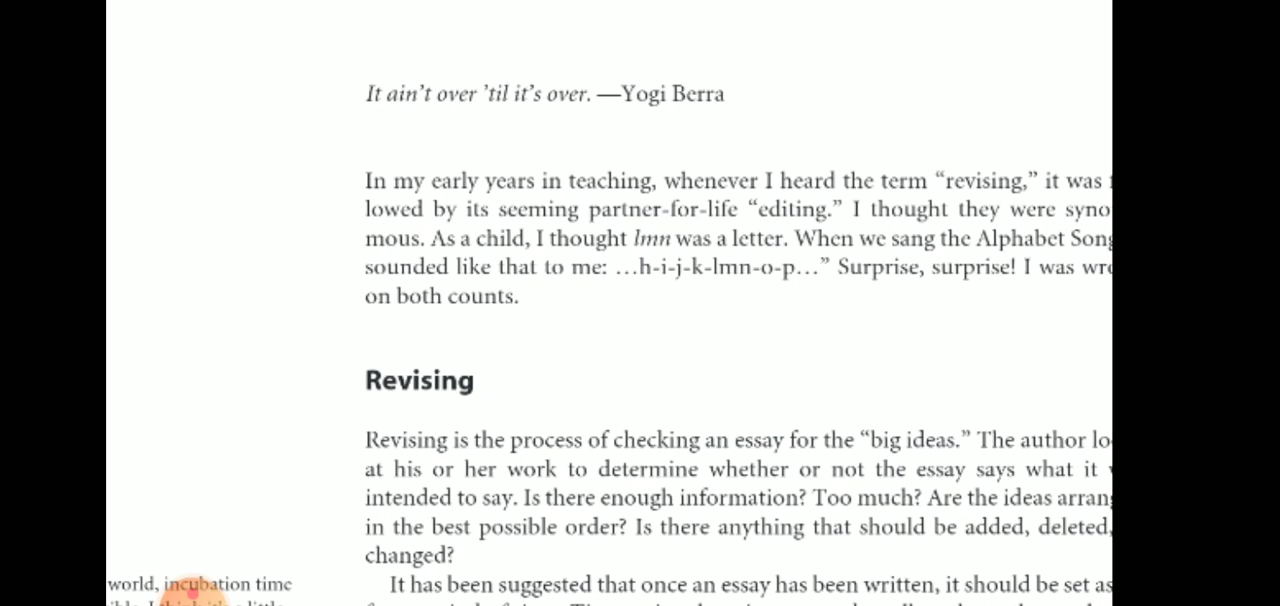 It ain't over 'til it's over. —Yogi Berra
In my early years in teaching, whenever I heard the term “revising,” it was
lowed by its seeming partner-for-life “editing.” I thought they were syno
mous. As a child, I thought lmn was a letter. When we sang the Alphabet Song
sounded like that to me: …h-i-j-k-lmn-o-p…” Surprise, surprise! I was wro
on both counts.
Revising
Revising is the process of checking an essay for the “big ideas.” The author lo
at his or her work to determine whether or not the essay says what it
intended to say. Is there enough information? Too much? Are the ideas arrang
in the best possible order? Is there anything that should be added, deleted,
changed?
world, incubation time
It has been suggested that once an essay has been written, it should be set as